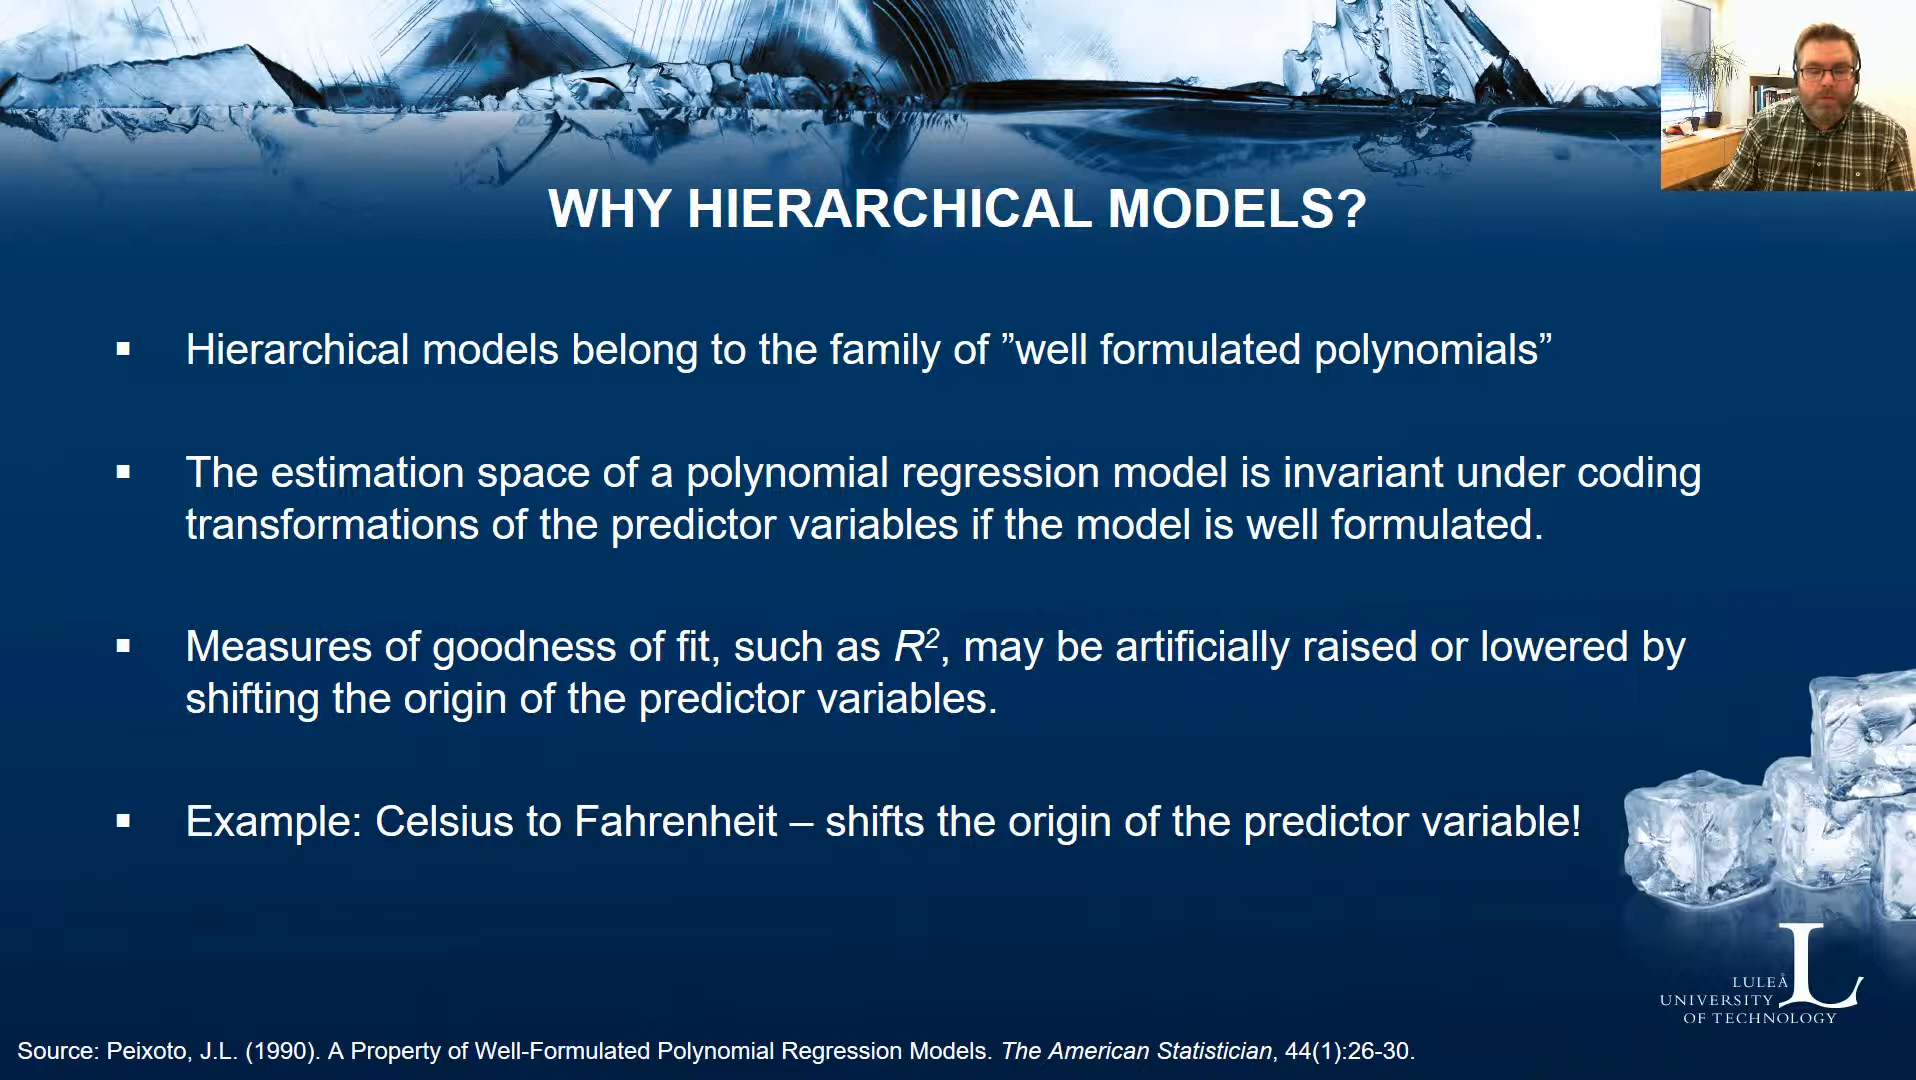 WHY HIERARCHICAL MODELS?
▪ Hierarchical models belong to the family of ”well formulated polynomials”
▪ The estimation space of a polynomial regression model is invariant under coding
transformations of the predictor variables if the model is well formulated.
▪ Measures of goodness of fit, such as R², may be artificially raised or lowered by
shifting the origin of the predictor variables.
▪ Example: Celsius to Fahrenheit – shifts the origin of the predictor variable!
L
LULEÅ
UNIVERSITY
OF TECHNOLOGY
Source: Peixoto, J.L. (1990). A Property of Well-Formulated Polynomial Regression Models. The American Statistician, 44(1):26-30.